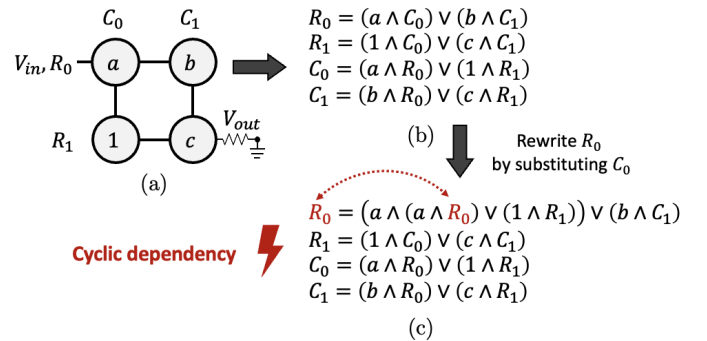 C₀ C₁
V_in, R₀ a b
R₁ 1 c V_out
(a)
R₀ = (a ∧ C₀) ∨ (b ∧ C₁)
R₁ = (1 ∧ C₀) ∨ (c ∧ C₁)
C₀ = (a ∧ R₀) ∨ (1 ∧ R₁)
C₁ = (b ∧ R₀) ∨ (c ∧ R₁)
(b)
Rewrite R₀
by substituting C₀
R₀ = (a ∧ (a ∧ R₀) ∨ (1 ∧ R₁)) ∨ (b ∧ C₁)
R₁ = (1 ∧ C₀) ∨ (c ∧ C₁)
C₀ = (a ∧ R₀) ∨ (1 ∧ R₁)
C₁ = (b ∧ R₀) ∨ (c ∧ R₁)
Cyclic dependency
(c)